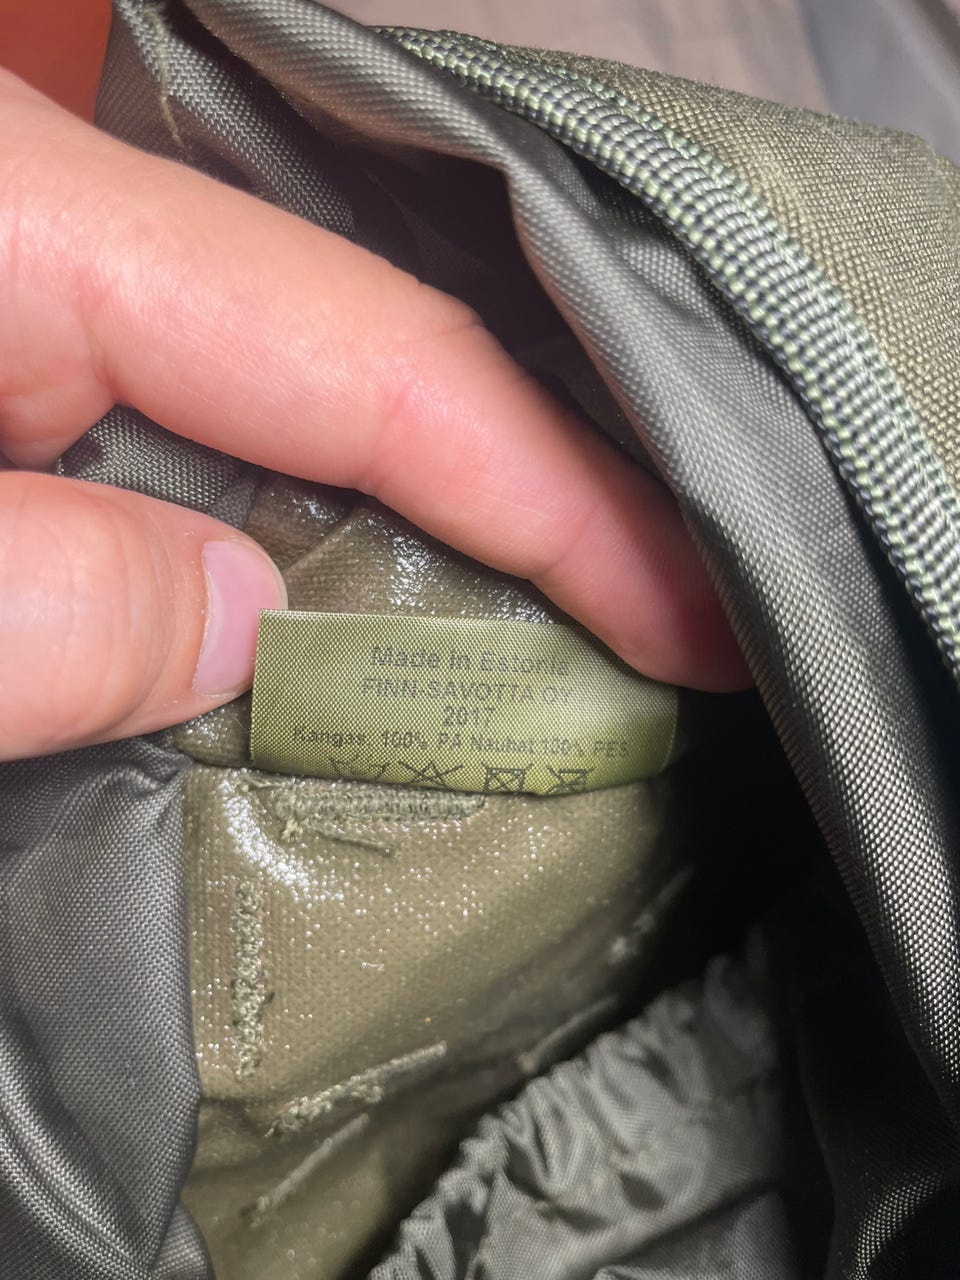 Made in Estonia
FINN-SAVOTTA OY
2017
Kangas: 100% PA Nauhat 100% PES